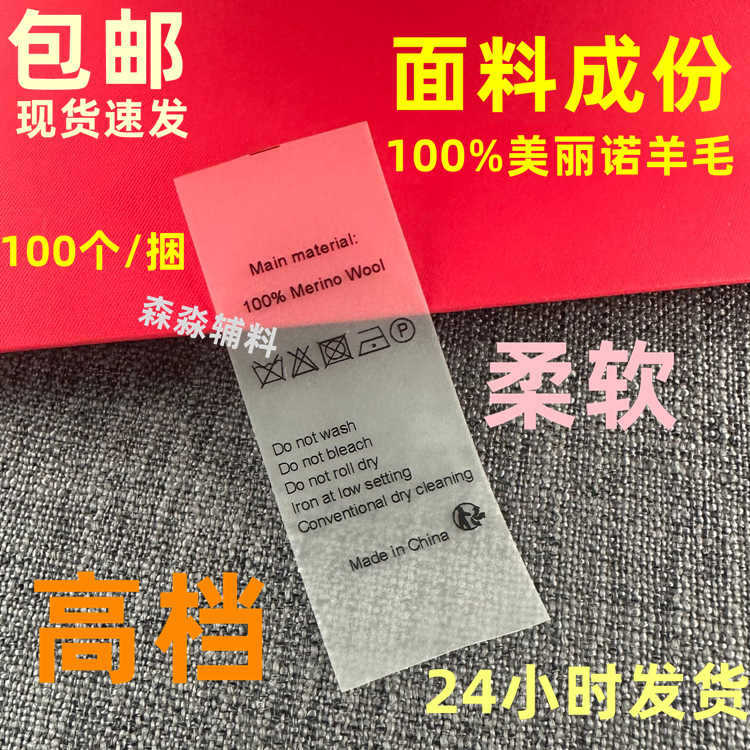 包邮
现货速发
面料成份
100%美丽诺羊毛
100个/捆
森淼辅料
柔软
Main material:
100% Merino Wool
P
Do not wash
Do not bleach
Do not roll dry
Iron at low setting
Conventional dry cleaning
Made in China
高档
24小时发货